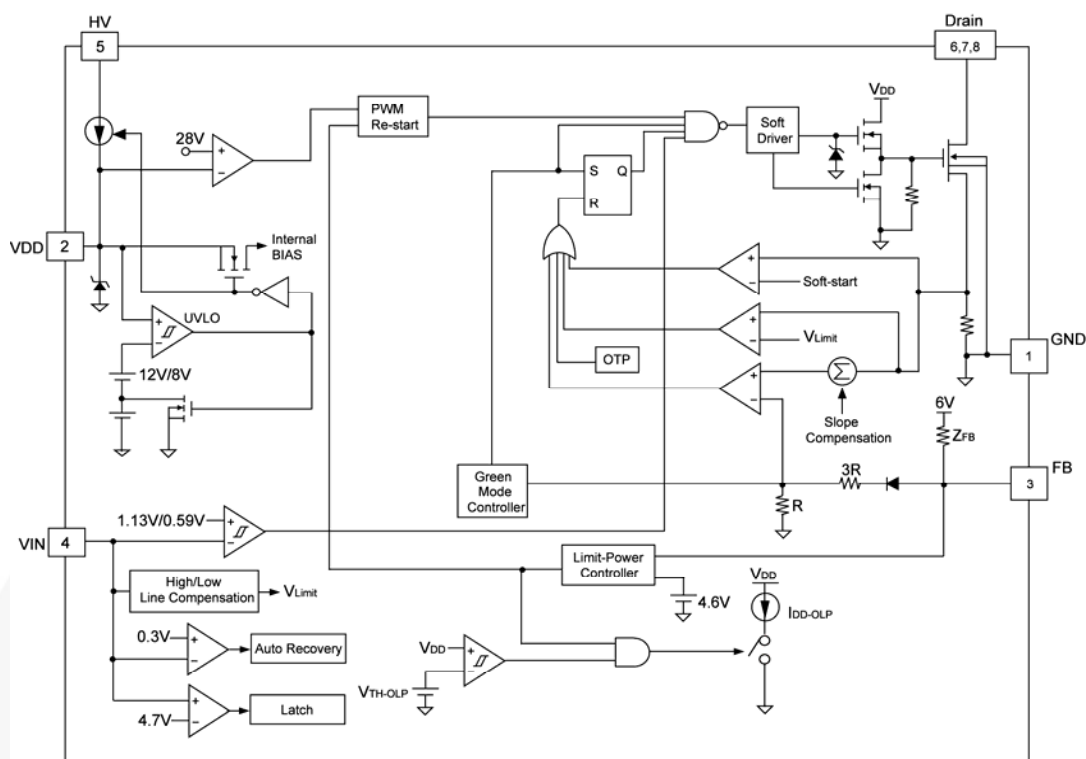 HV
5
Drain
6,7,8
VDD
PWM
Re-start
Soft
Driver
28V
+
−
S
Q
R
VDD
2
Internal
BIAS
+
−
Soft-start
UVLO
+
−
+
−
VLimit
GND
1
OTP
12V/8V
+
−
Σ
Slope
Compensation
6V
ZFB
Green
Mode
Controller
3R
R
FB
3
VIN
4
1.13V/0.59V
+
−
Limit-Power
Controller
4.6V
High/Low
Line Compensation
VLimit
VDD
IDD-OLP
0.3V
+
−
Auto Recovery
VDD
+
−
VTH-OLP
4.7V
+
−
Latch